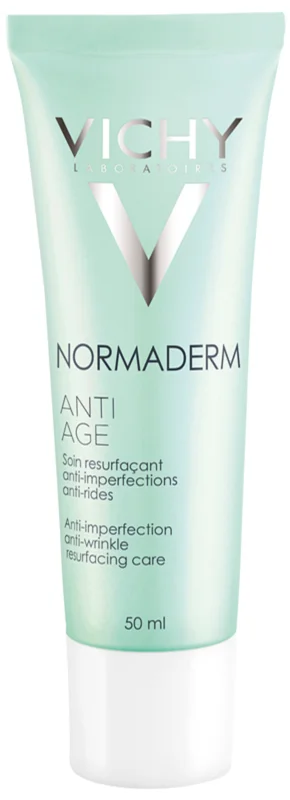 VICHY
LABORATOIRES
NORMADERM
ANTI
AGE
Soin resurfaçant
anti-imperfections
anti-rides
Anti-imperfection
anti-wrinkle
resurfacing care
50 ml